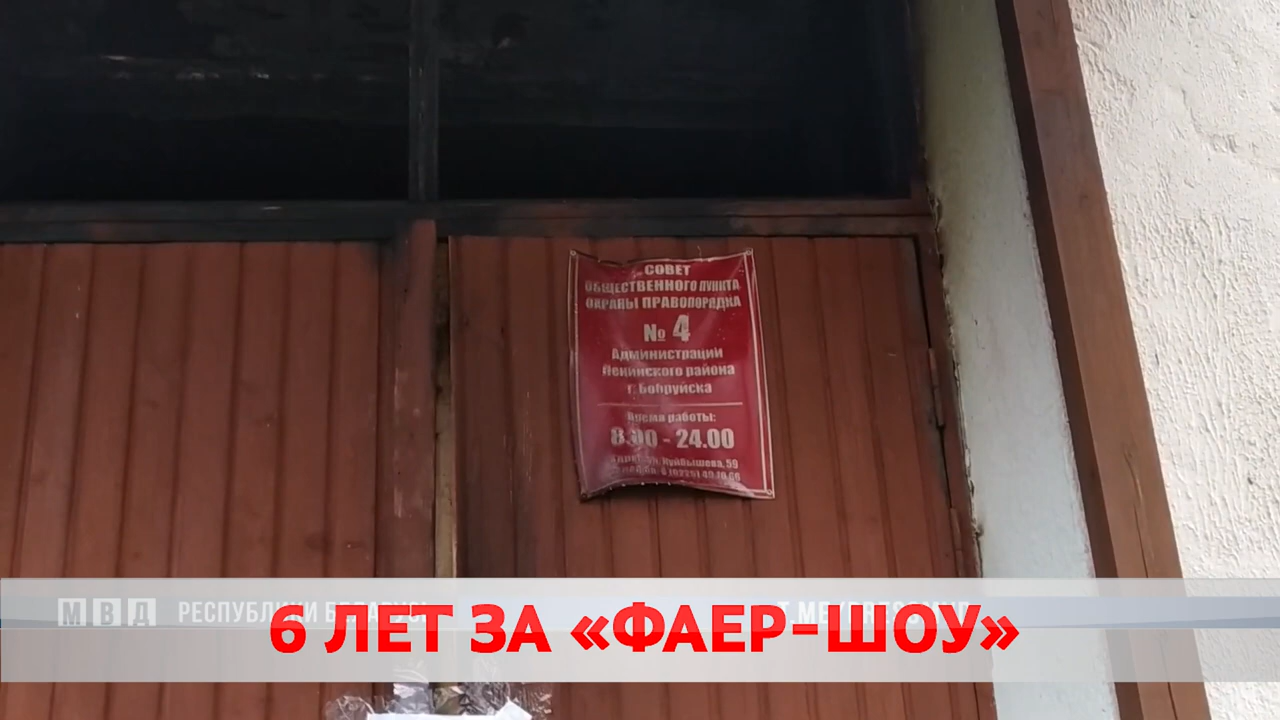 СОВЕТ
ОБЩЕСТВЕННОГО ПУНКТА
ОХРАНЫ ПРАВОПОРЯДКА
№ 4
Администрации
Ленинского района
г. Бобруйска
Время работы:
8.00 - 24.00
Куйбышева, 59
МВД РЕСПУБЛИКИ БЕЛАРУСЬ
6 ЛЕТ ЗА «ФАЕР-ШОУ»